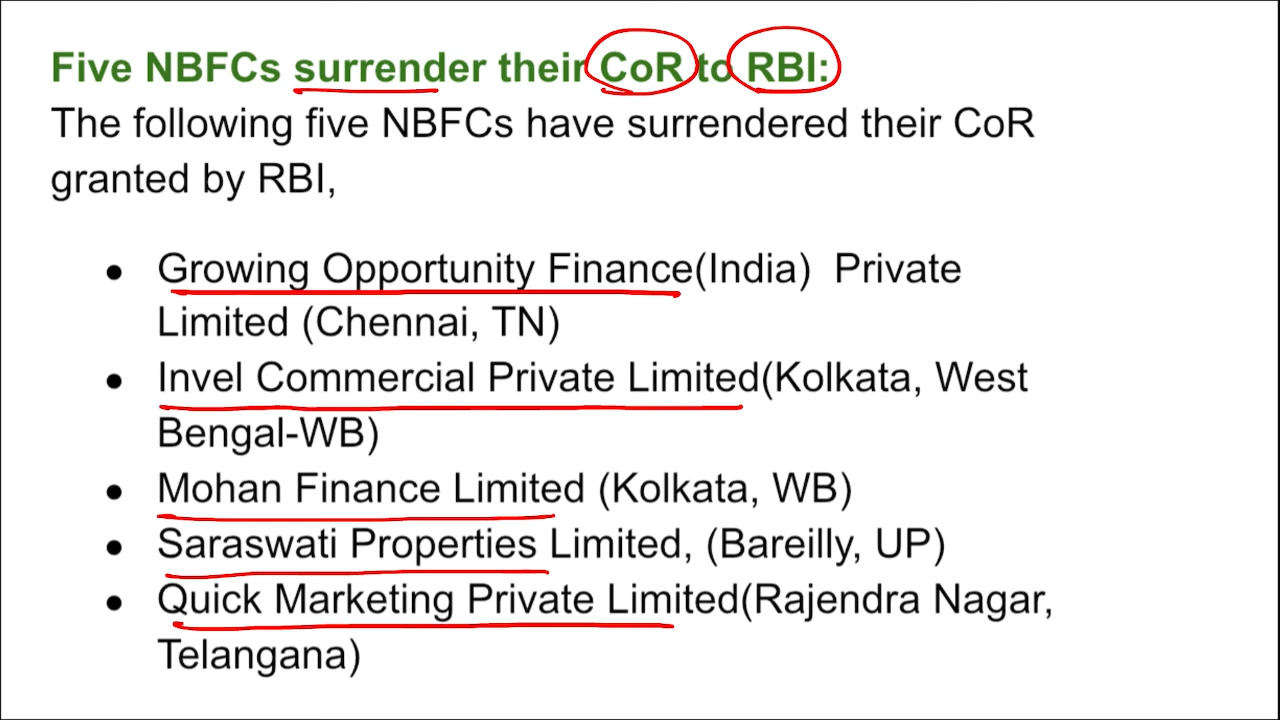 Five NBFCs surrender their CoR to RBI:
The following five NBFCs have surrendered their CoR
granted by RBI,
● Growing Opportunity Finance(India) Private
Limited (Chennai, TN)
● Invel Commercial Private Limited(Kolkata, West
Bengal-WB)
● Mohan Finance Limited (Kolkata, WB)
● Saraswati Properties Limited, (Bareilly, UP)
● Quick Marketing Private Limited(Rajendra Nagar,
Telangana)